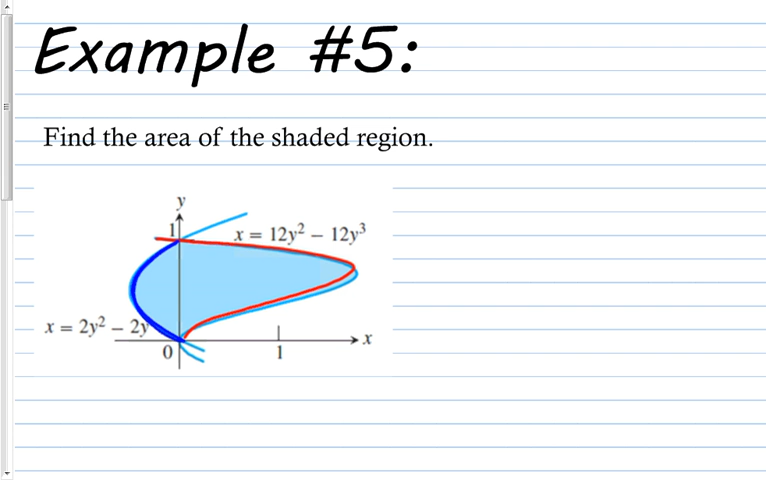 Example #5:
Find the area of the shaded region.
y
1
x = 12y² – 12y³
x = 2y² – 2y
x
0
1